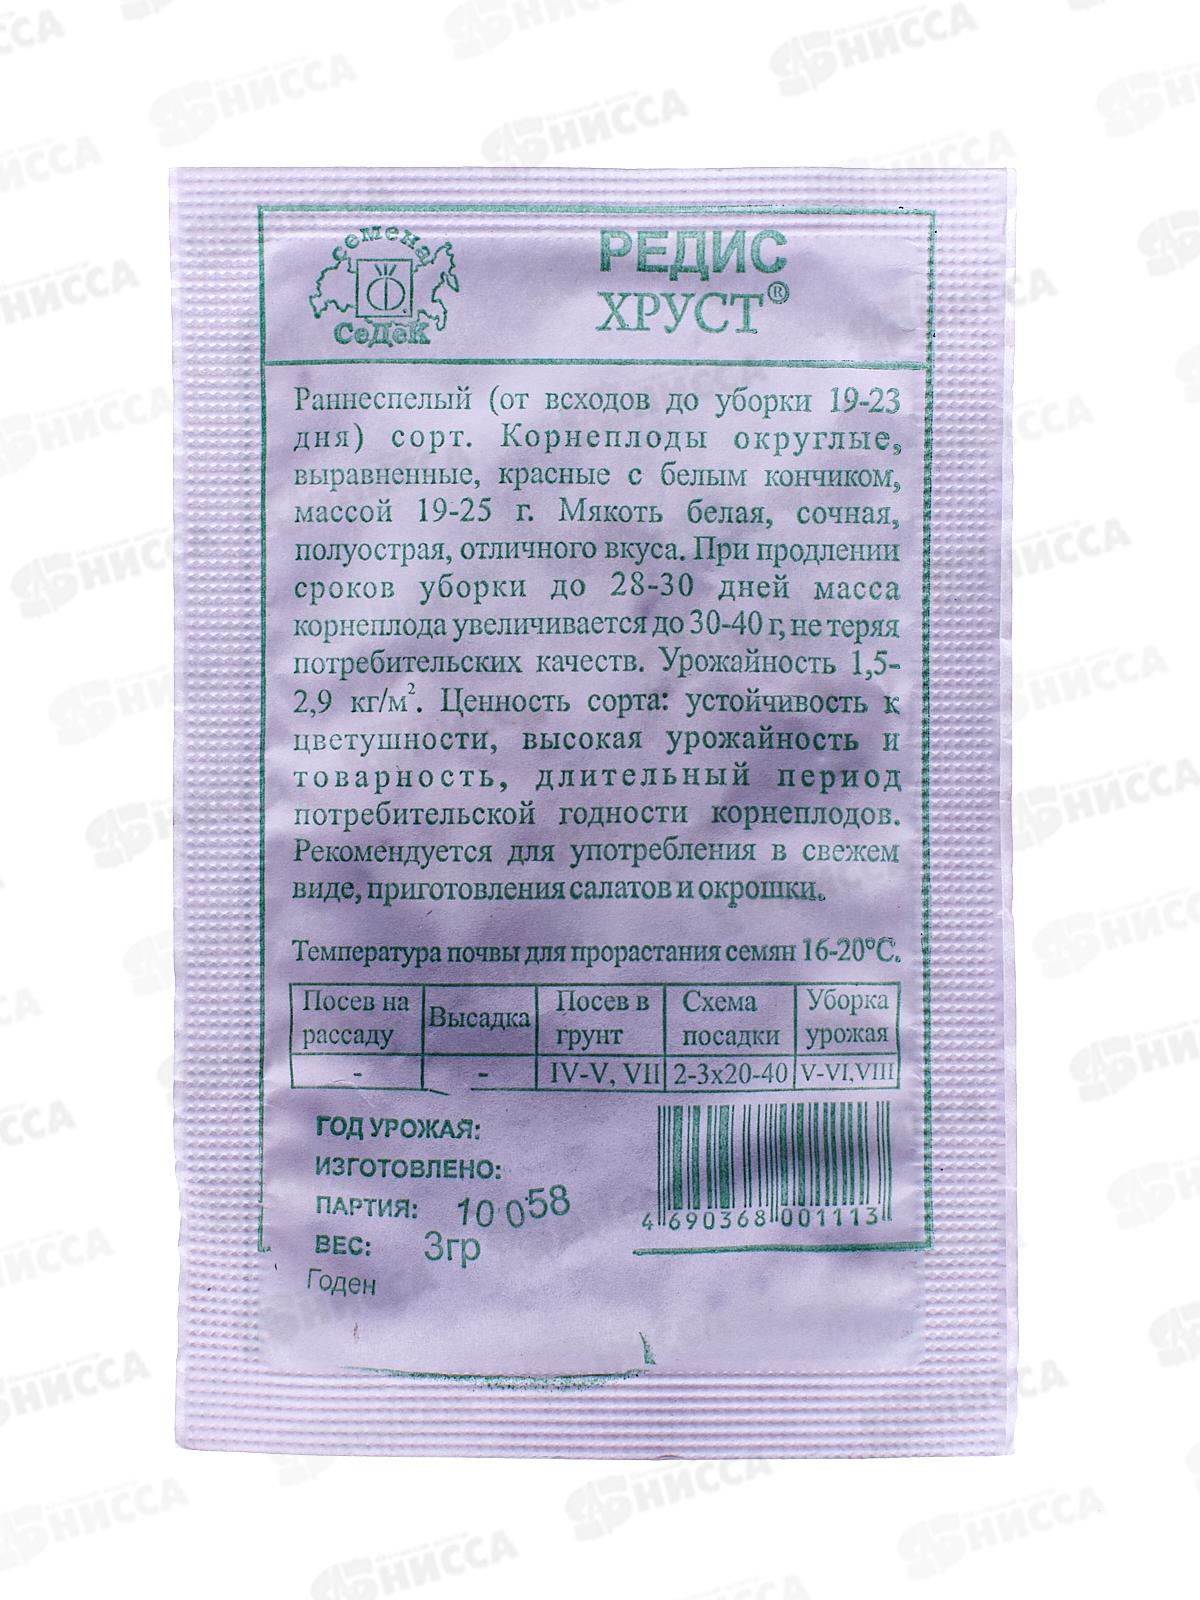 семена
СеДеК
РЕДИС
ХРУСТ®
Раннеспелый (от всходов до уборки 19-23
дня) сорт. Корнеплоды округлые,
выравненные, красные с белым кончиком,
массой 19-25 г. Мякоть белая, сочная,
полуострая, отличного вкуса. При продлении
сроков уборки до 28-30 дней масса
корнеплода увеличивается до 30-40 г, не теряя
потребительских качеств. Урожайность 1,5-
2,9 кг/м². Ценность сорта: устойчивость к
цветушности, высокая урожайность и
товарность, длительный период
потребительской годности корнеплодов.
Рекомендуется для употребления в свежем
виде, приготовления салатов и окрошки.
Температура почвы для прорастания семян 16-20°С.
Посев на рассаду
Высадка
Посев в грунт
Схема посадки
Уборка урожая
- - IV-V, VII 2-3х20-40 V-VI,VIII
ГОД УРОЖАЯ:
ИЗГОТОВЛЕНО:
ПАРТИЯ: 10 058
ВЕС: 3гр
Годен
4 690368 001113